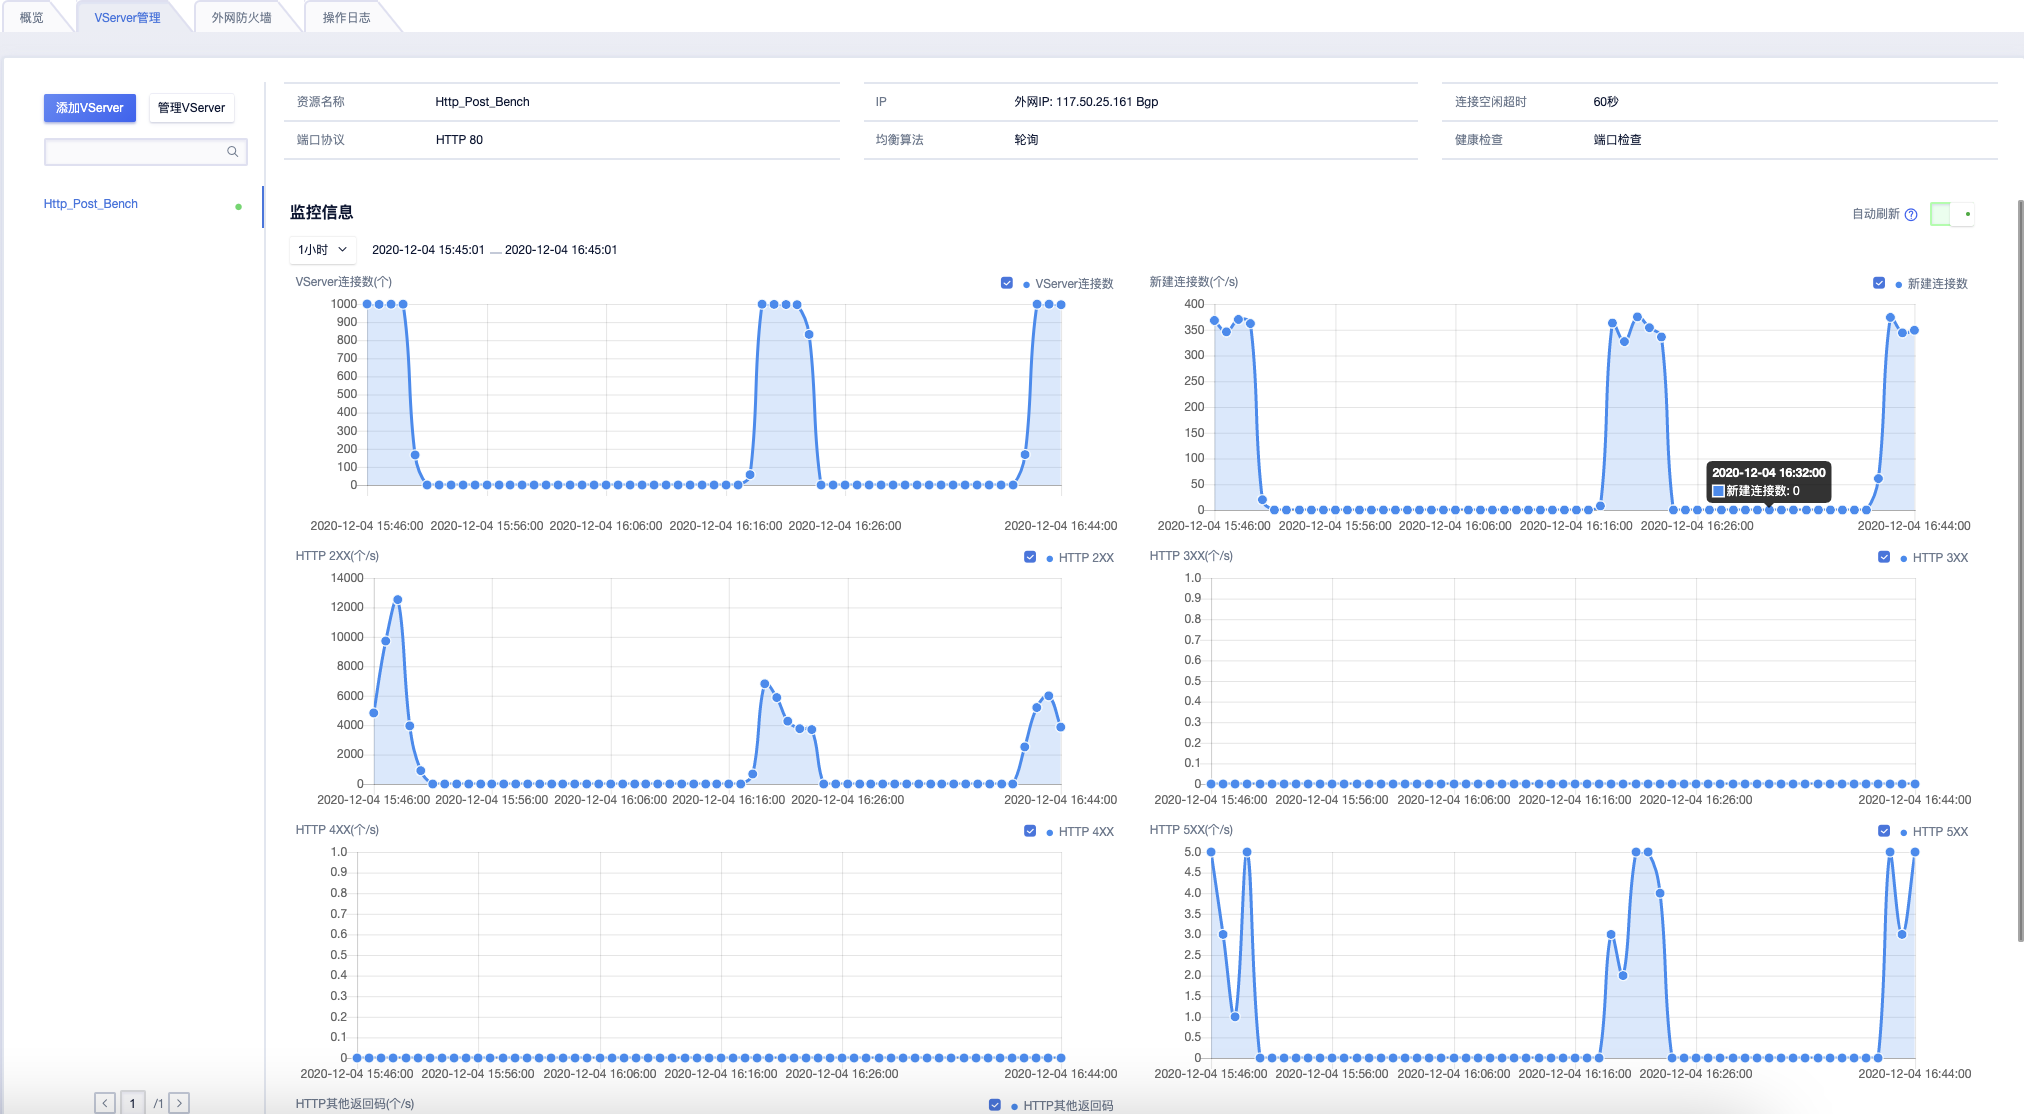 概览 VServer管理 外网防火墙 操作日志
添加VServer 管理VServer
Http_Post_Bench
资源名称 Http_Post_Bench IP 外网IP: 117.50.25.161 Bgp 连接空闲超时 60秒
端口协议 HTTP 80 均衡算法 轮询 健康检查 端口检查
监控信息
自动刷新 ?
1小时 2020-12-04 15:45:01 — 2020-12-04 16:45:01
VServer连接数(个) VServer连接数
1000
900
800
700
600
500
400
300
200
100
0
2020-12-04 15:46:00 2020-12-04 15:56:00 2020-12-04 16:06:00 2020-12-04 16:16:00 2020-12-04 16:26:00 2020-12-04 16:44:00
新建连接数(个/s) 新建连接数
400
350
300
250
200
150
100
50
0
2020-12-04 16:32:00
新建连接数: 0
2020-12-04 15:46:00 2020-12-04 15:56:00 2020-12-04 16:06:00 2020-12-04 16:16:00 2020-12-04 16:26:00 2020-12-04 16:44:00
HTTP 2XX(个/s) HTTP 2XX
14000
12000
10000
8000
6000
4000
2000
0
2020-12-04 15:46:00 2020-12-04 15:56:00 2020-12-04 16:06:00 2020-12-04 16:16:00 2020-12-04 16:26:00 2020-12-04 16:44:00
HTTP 3XX(个/s) HTTP 3XX
1.0
0.9
0.8
0.7
0.6
0.5
0.4
0.3
0.2
0.1
0
2020-12-04 15:46:00 2020-12-04 15:56:00 2020-12-04 16:06:00 2020-12-04 16:16:00 2020-12-04 16:26:00 2020-12-04 16:44:00
HTTP 4XX(个/s) HTTP 4XX
1.0
0.9
0.8
0.7
0.6
0.5
0.4
0.3
0.2
0.1
0
2020-12-04 15:46:00 2020-12-04 15:56:00 2020-12-04 16:06:00 2020-12-04 16:16:00 2020-12-04 16:26:00 2020-12-04 16:44:00
HTTP 5XX(个/s) HTTP 5XX
5.0
4.5
4.0
3.5
3.0
2.5
2.0
1.5
1.0
0.5
0
2020-12-04 15:46:00 2020-12-04 15:56:00 2020-12-04 16:06:00 2020-12-04 16:16:00 2020-12-04 16:26:00 2020-12-04 16:44:00
HTTP其他返回码(个/s) HTTP其他返回码
< 1 /1 >